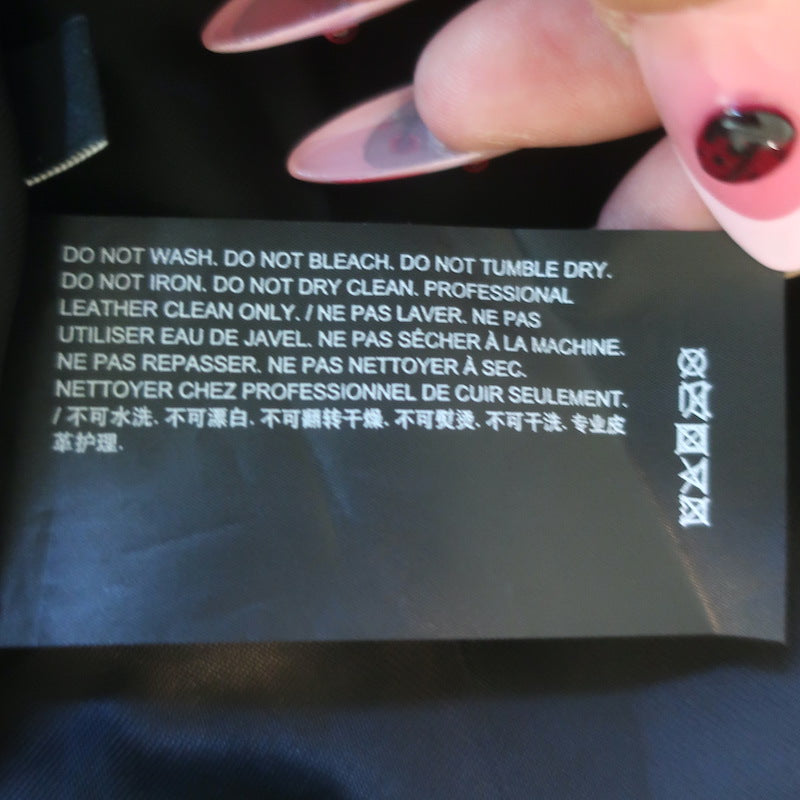 DO NOT WASH. DO NOT BLEACH. DO NOT TUMBLE DRY.
DO NOT IRON. DO NOT DRY CLEAN. PROFESSIONAL
LEATHER CLEAN ONLY. / NE PAS LAVER. NE PAS
UTILISER EAU DE JAVEL. NE PAS SÉCHER À LA MACHINE.
NE PAS REPASSER. NE PAS NETTOYER À SEC.
NETTOYER CHEZ PROFESSIONNEL DE CUIR SEULEMENT.
/ 不可水洗. 不可漂白. 不可翻转干燥. 不可熨烫. 不可干洗. 专业皮
革护理.